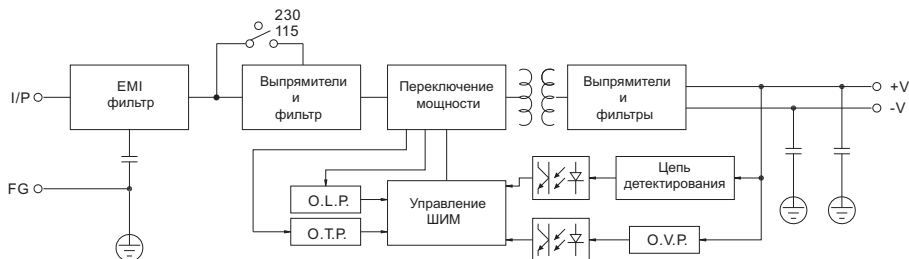 230
115
I/P
EMI
фильтр
Выпрямители
и
фильтр
Переключение
мощности
Выпрямители
и
фильтры
+V
-V
FG
O.L.P.
O.T.P.
Управление
ШИМ
Цепь
детектирования
O.V.P.